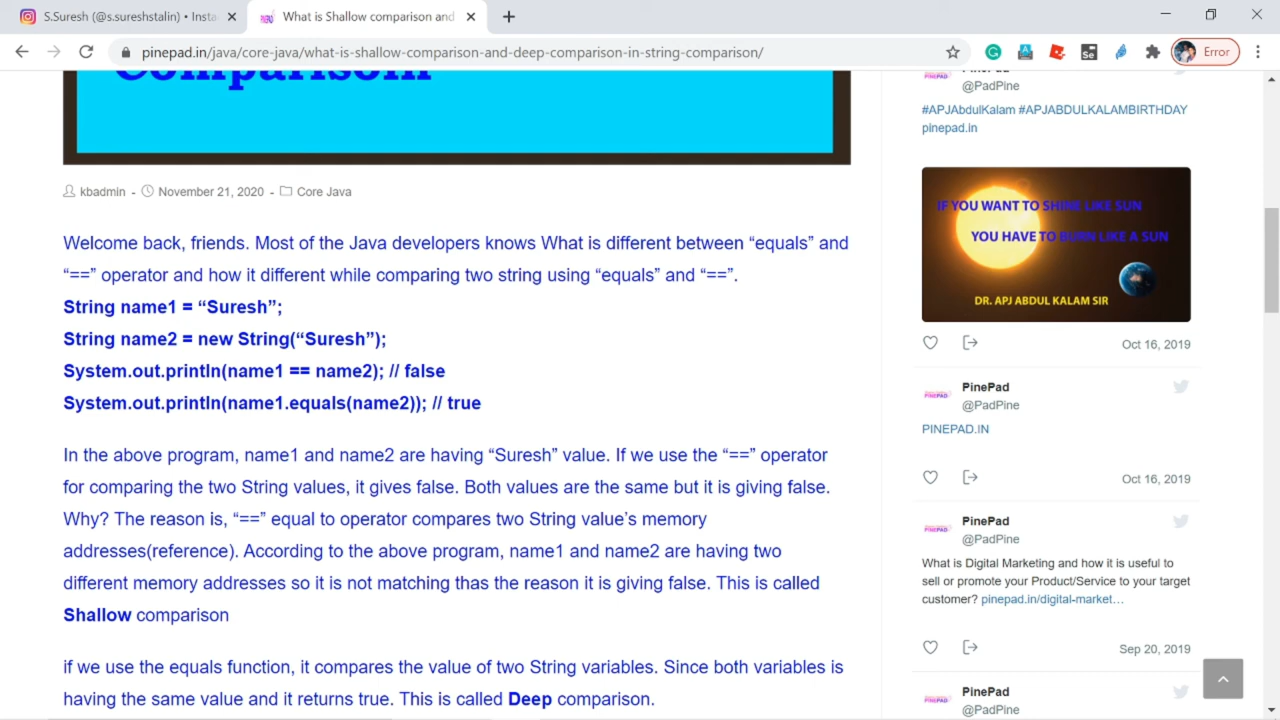 S.Suresh (@s.sureshstalin) • Insta
What is Shallow comparison and
pinepad.in/java/core-java/what-is-shallow-comparison-and-deep-comparison-in-string-comparison/
Se
Error
Comparisom
kbadmin - November 21, 2020 - Core Java
Welcome back, friends. Most of the Java developers knows What is different between “equals” and
“==” operator and how it different while comparing two string using “equals” and “==”.
String name1 = “Suresh”;
String name2 = new String(“Suresh”);
System.out.println(name1 == name2); // false
System.out.println(name1.equals(name2)); // true
In the above program, name1 and name2 are having “Suresh” value. If we use the “==” operator
for comparing the two String values, it gives false. Both values are the same but it is giving false.
Why? The reason is, “==” equal to operator compares two String value’s memory
addresses(reference). According to the above program, name1 and name2 are having two
different memory addresses so it is not matching thas the reason it is giving false. This is called
Shallow comparison
if we use the equals function, it compares the value of two String variables. Since both variables is
having the same value and it returns true. This is called Deep comparison.
PinePad
@PadPine
#APJAbdulKalam #APJABDULKALAMBIRTHDAY
pinepad.in
IF YOU WANT TO SHINE LIKE SUN
YOU HAVE TO BURN LIKE A SUN
DR. APJ ABDUL KALAM SIR
Oct 16, 2019
PINEPAD
PinePad
@PadPine
PINEPAD.IN
Oct 16, 2019
PINEPAD
PinePad
@PadPine
What is Digital Marketing and how it is useful to
sell or promote your Product/Service to your target
customer? pinepad.in/digital-market…
Sep 20, 2019
PINEPAD
PinePad
@PadPine